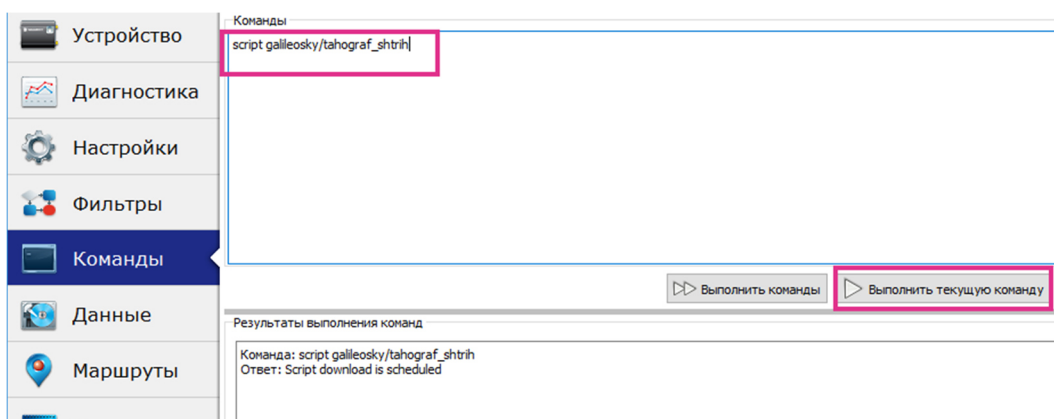 Устройство
Диагностика
Настройки
Фильтры
Команды
Данные
Маршруты
Команды
script galileosky/tahograf_shtrih
Выполнить команды
Выполнить текущую команду
Результаты выполнения команд
Команда: script galileosky/tahograf_shtrih
Ответ: Script download is scheduled